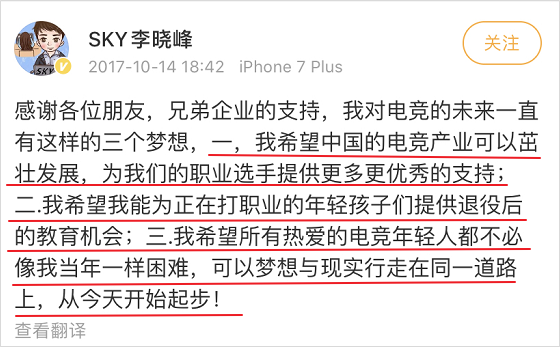 SKY李晓峰
2017-10-14 18:42 iPhone 7 Plus
关注
感谢各位朋友，兄弟企业的支持，我对电竞的未来一直
有这样的三个梦想，一，我希望中国的电竞产业可以茁
壮发展，为我们的职业选手提供更多更优秀的支持；
二.我希望我能为正在打职业的年轻孩子们提供退役后
的教育机会；三.我希望所有热爱的电竞年轻人都不必
像我当年一样困难，可以梦想与现实行走在同一道路
上，从今天开始起步！
查看翻译
SKY